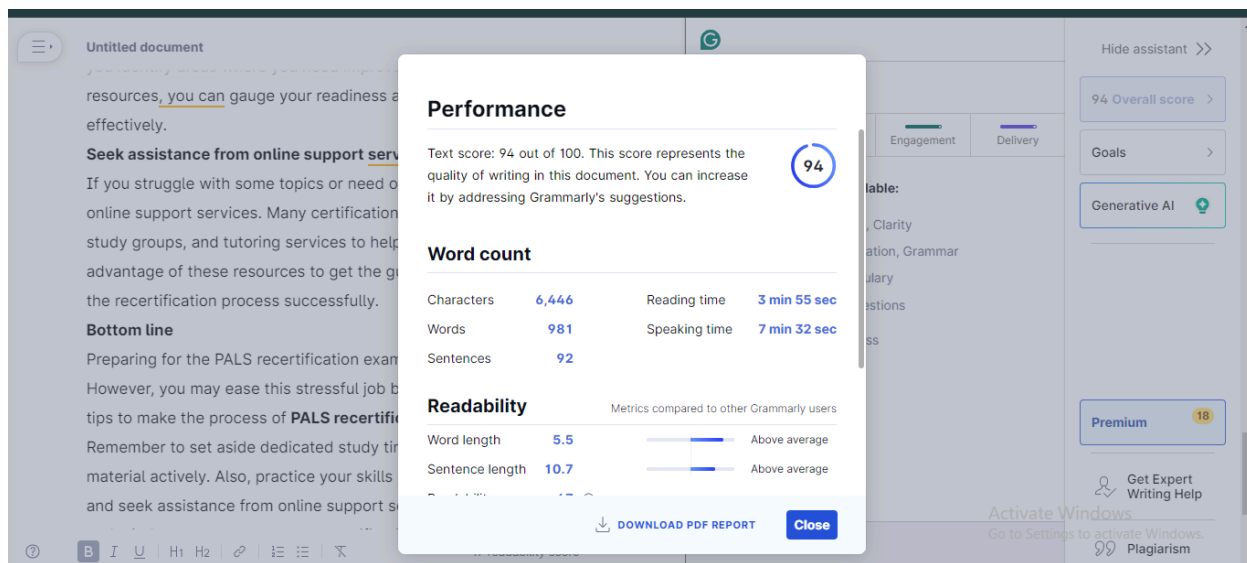 Untitled document
Hide assistant
resources, you can gauge your readiness a
effectively.
Seek assistance from online support serv
If you struggle with some topics or need o
online support services. Many certification
study groups, and tutoring services to help
advantage of these resources to get the gu
the recertification process successfully.
Bottom line
Preparing for the PALS recertification exam
However, you may ease this stressful job b
tips to make the process of PALS recertific
Remember to set aside dedicated study tim
material actively. Also, practice your skills
and seek assistance from online support se
B I U H1 H2
Performance
Text score: 94 out of 100. This score represents the
quality of writing in this document. You can increase
it by addressing Grammarly's suggestions.
94
Word count
Characters 6,446 Reading time 3 min 55 sec
Words 981 Speaking time 7 min 32 sec
Sentences 92
Readability Metrics compared to other Grammarly users
Word length 5.5 Above average
Sentence length 10.7 Above average
DOWNLOAD PDF REPORT Close
Engagement Delivery
lable:
, Clarity
ation, Grammar
ulary
estions
ss
94 Overall score
Goals
Generative AI
Premium 18
Get Expert
Writing Help
Plagiarism
Activate Windows
Go to Settings to activate Windows.